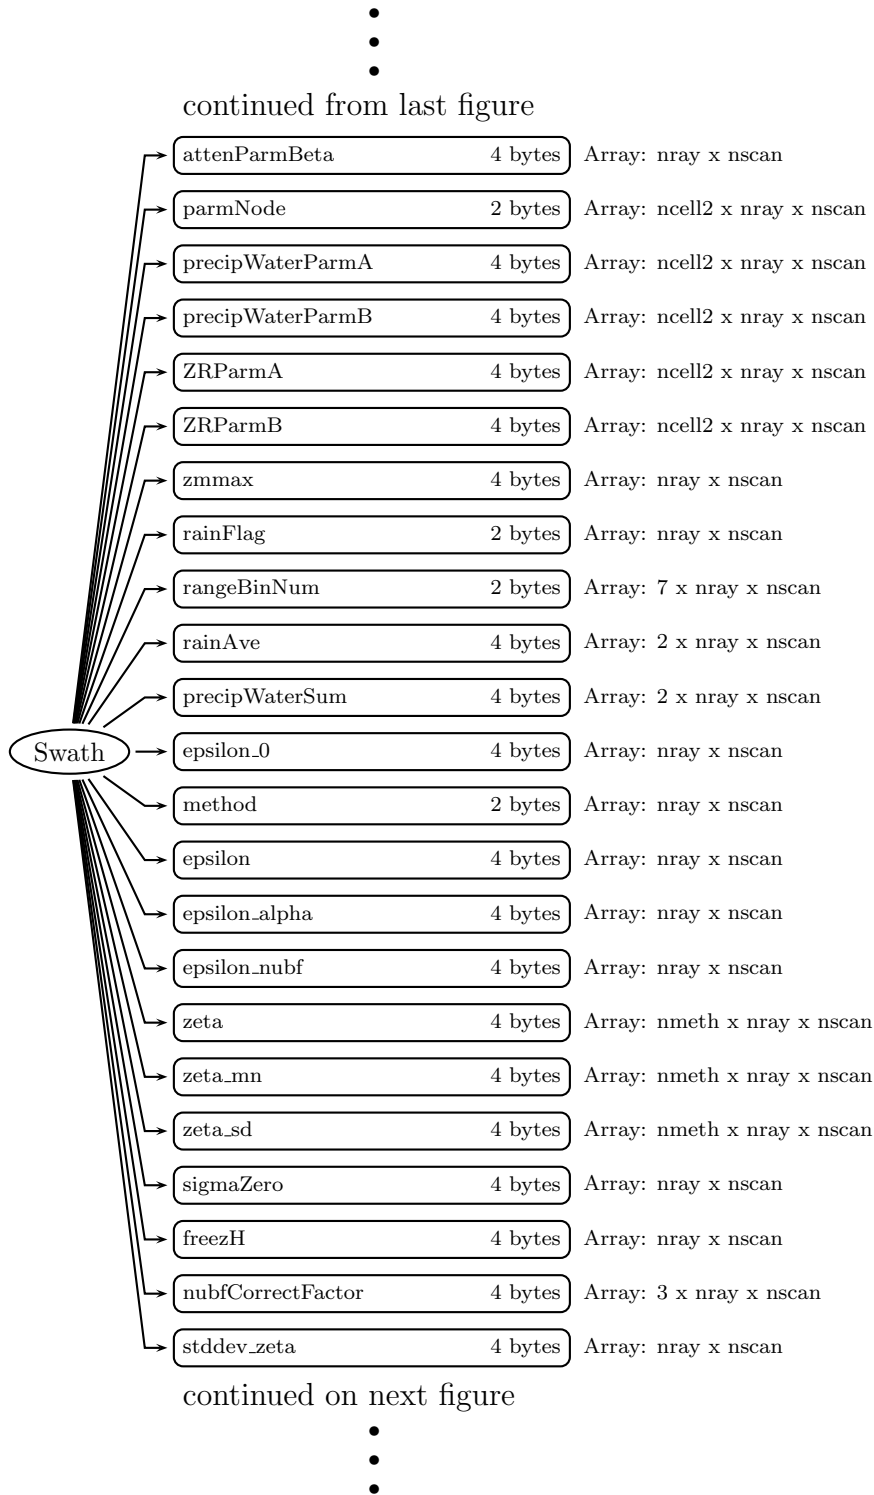 continued from last figure
attenParmBeta 4 bytes Array: nray x nscan
parmNode 2 bytes Array: ncell2 x nray x nscan
precipWaterParmA 4 bytes Array: ncell2 x nray x nscan
precipWaterParmB 4 bytes Array: ncell2 x nray x nscan
ZRParmA 4 bytes Array: ncell2 x nray x nscan
ZRParmB 4 bytes Array: ncell2 x nray x nscan
zmmax 4 bytes Array: nray x nscan
rainFlag 2 bytes Array: nray x nscan
rangeBinNum 2 bytes Array: 7 x nray x nscan
rainAve 4 bytes Array: 2 x nray x nscan
precipWaterSum 4 bytes Array: 2 x nray x nscan
Swath epsilon_0 4 bytes Array: nray x nscan
method 2 bytes Array: nray x nscan
epsilon 4 bytes Array: nray x nscan
epsilon_alpha 4 bytes Array: nray x nscan
epsilon_nubf 4 bytes Array: nray x nscan
zeta 4 bytes Array: nmeth x nray x nscan
zeta_mn 4 bytes Array: nmeth x nray x nscan
zeta_sd 4 bytes Array: nmeth x nray x nscan
sigmaZero 4 bytes Array: nray x nscan
freezH 4 bytes Array: nray x nscan
nubfCorrectFactor 4 bytes Array: 3 x nray x nscan
stddev_zeta 4 bytes Array: nray x nscan
continued on next figure